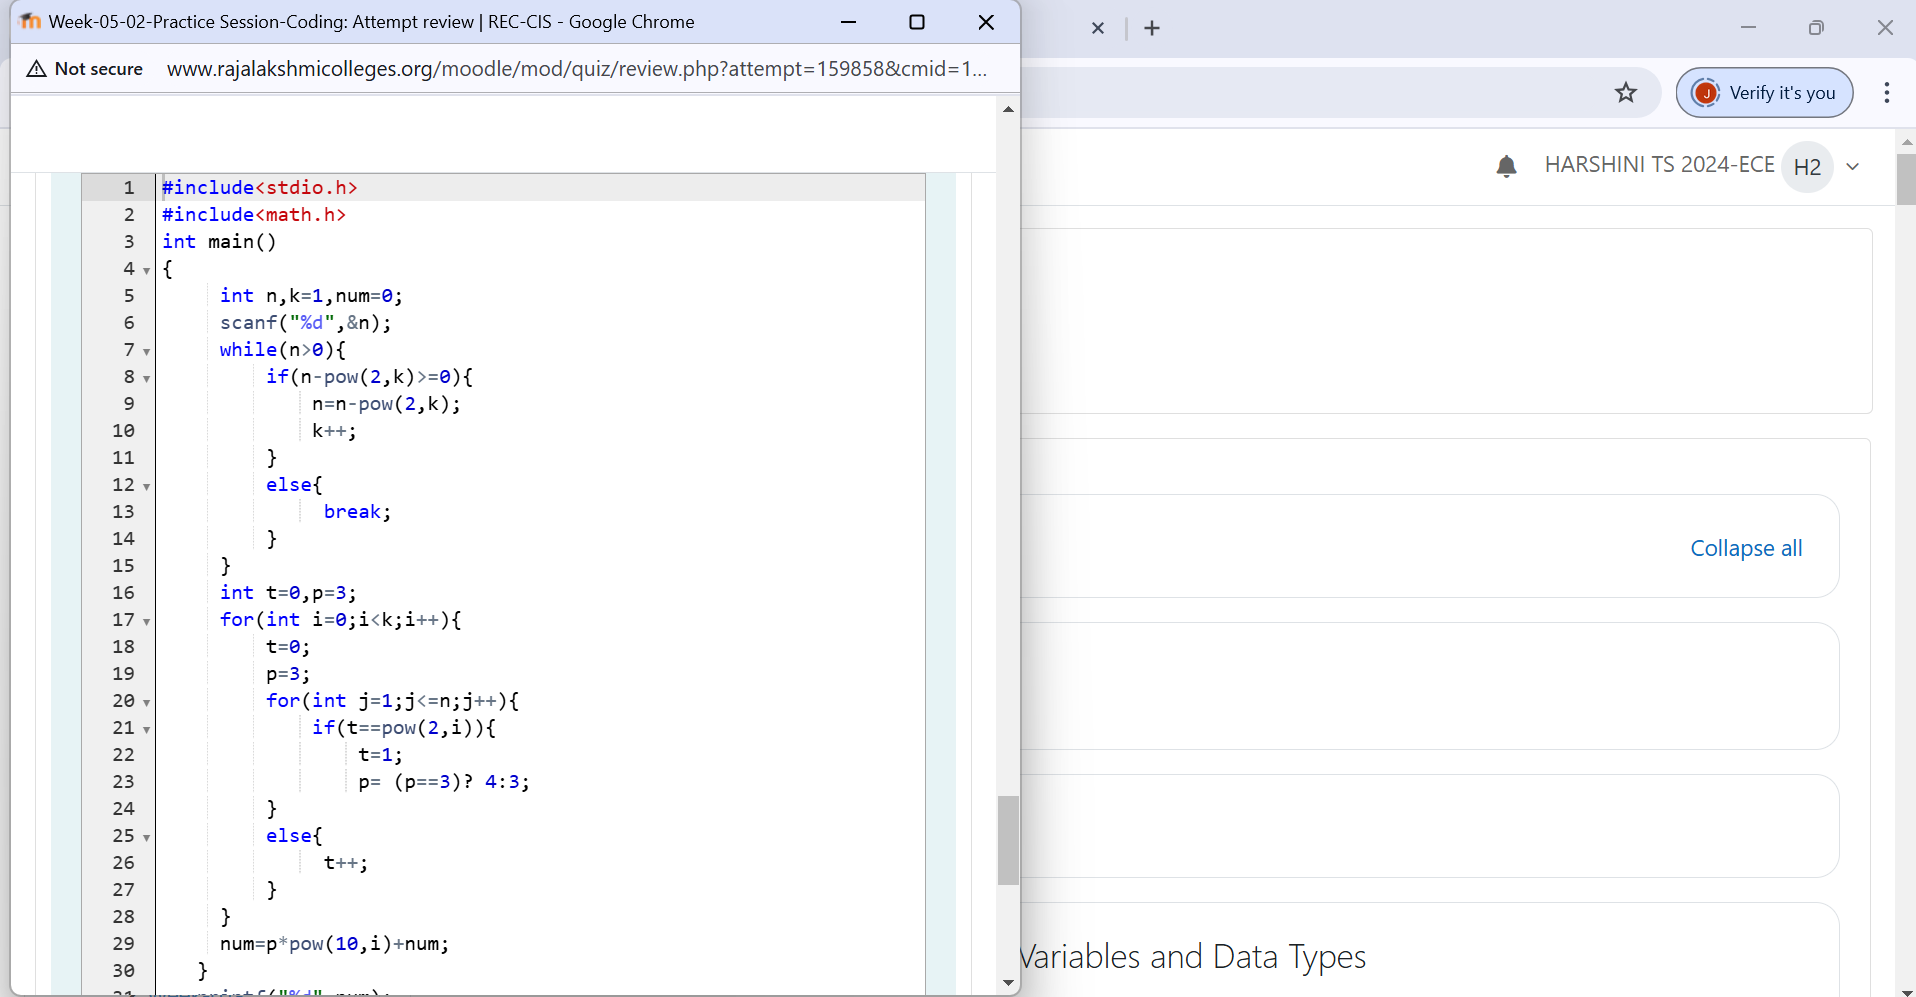 Week-05-02-Practice Session-Coding: Attempt review | REC-CIS - Google Chrome
Not secure www.rajalakshmicolleges.org/moodle/mod/quiz/review.php?attempt=159858&cmid=1...
J Verify it's you
HARSHINI TS 2024-ECE H2
1 #include<stdio.h>
2 #include<math.h>
3 int main()
4 {
5 int n,k=1,num=0;
6 scanf("%d",&n);
7 while(n>0){
8 if(n-pow(2,k)>=0){
9 n=n-pow(2,k);
10 k++;
11 }
12 else{
13 break;
14 }
15 }
16 int t=0,p=3;
17 for(int i=0;i<k;i++){
18 t=0;
19 p=3;
20 for(int j=1;j<=n;j++){
21 if(t==pow(2,i)){
22 t=1;
23 p= (p==3)? 4:3;
24 }
25 else{
26 t++;
27 }
28 }
29 num=p*pow(10,i)+num;
30 }
Collapse all
Variables and Data Types